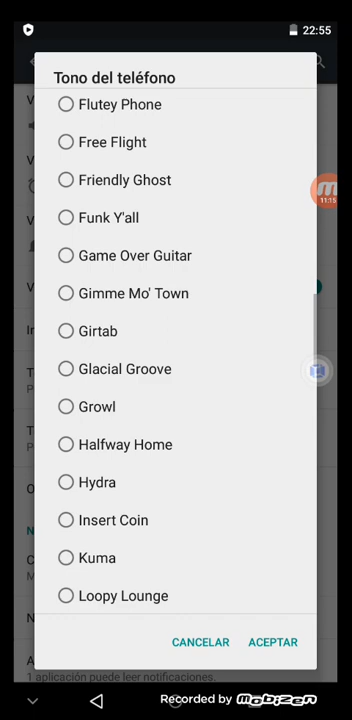 22:55
Tono del teléfono
Flutey Phone
Free Flight
Friendly Ghost
Funk Y'all
Game Over Guitar
Gimme Mo' Town
Girtab
Glacial Groove
Growl
Halfway Home
Hydra
Insert Coin
Kuma
Loopy Lounge
CANCELAR ACEPTAR
11:15
1 aplicación puede leer notificaciones.
Recorded by mobizen